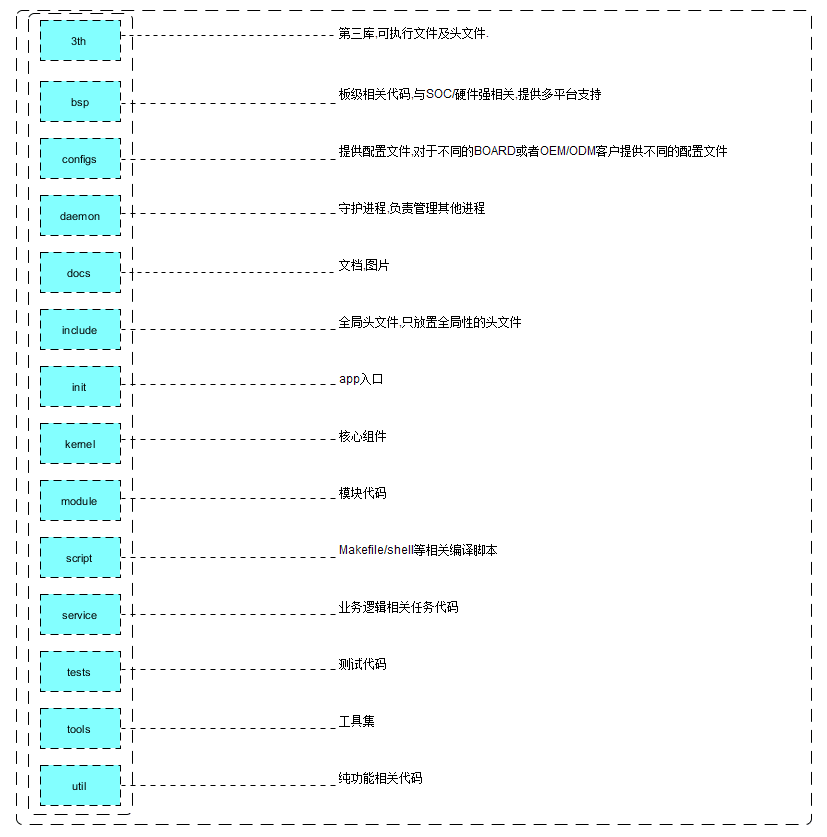 3th 第三库,可执行文件及头文件.
bsp 板级相关代码,与SOC/硬件强相关,提供多平台支持
configs 提供配置文件,对于不同的BOARD或者OEM/ODM客户提供不同的配置文件
daemon 守护进程,负责管理其他进程
docs 文档,图片
include 全局头文件,只放置全局性的头文件
init app入口
kernel 核心组件
module 模块代码
script Makefile/shell等相关编译脚本
service 业务逻辑相关任务代码
tests 测试代码
tools 工具集
util 纯功能相关代码